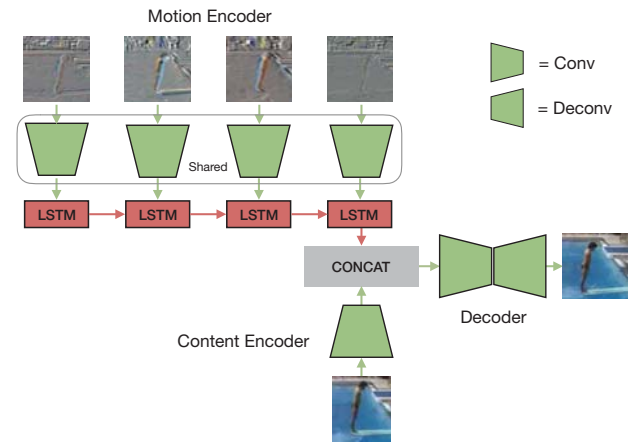 Motion Encoder
= Conv
= Deconv
Shared
LSTM
LSTM
LSTM
LSTM
CONCAT
Content Encoder
Decoder